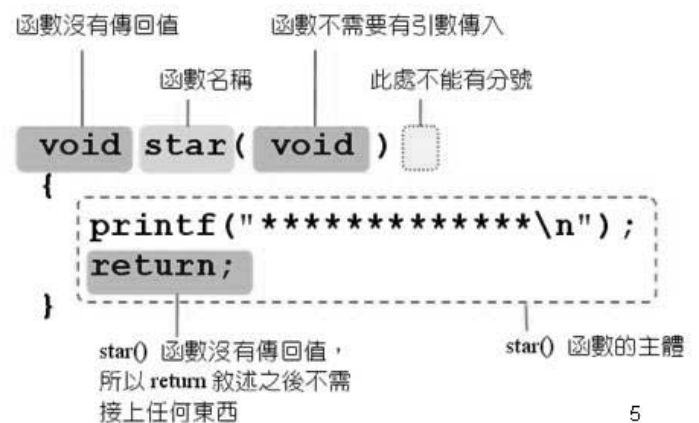 函數沒有傳回值
函數不需要有引數傳入
函數名稱
此處不能有分號
void star( void )
{
printf("*************\n");
return;
}
star() 函數沒有傳回值，
所以 return 敘述之後不需
接上任何東西
star() 函數的主體
5